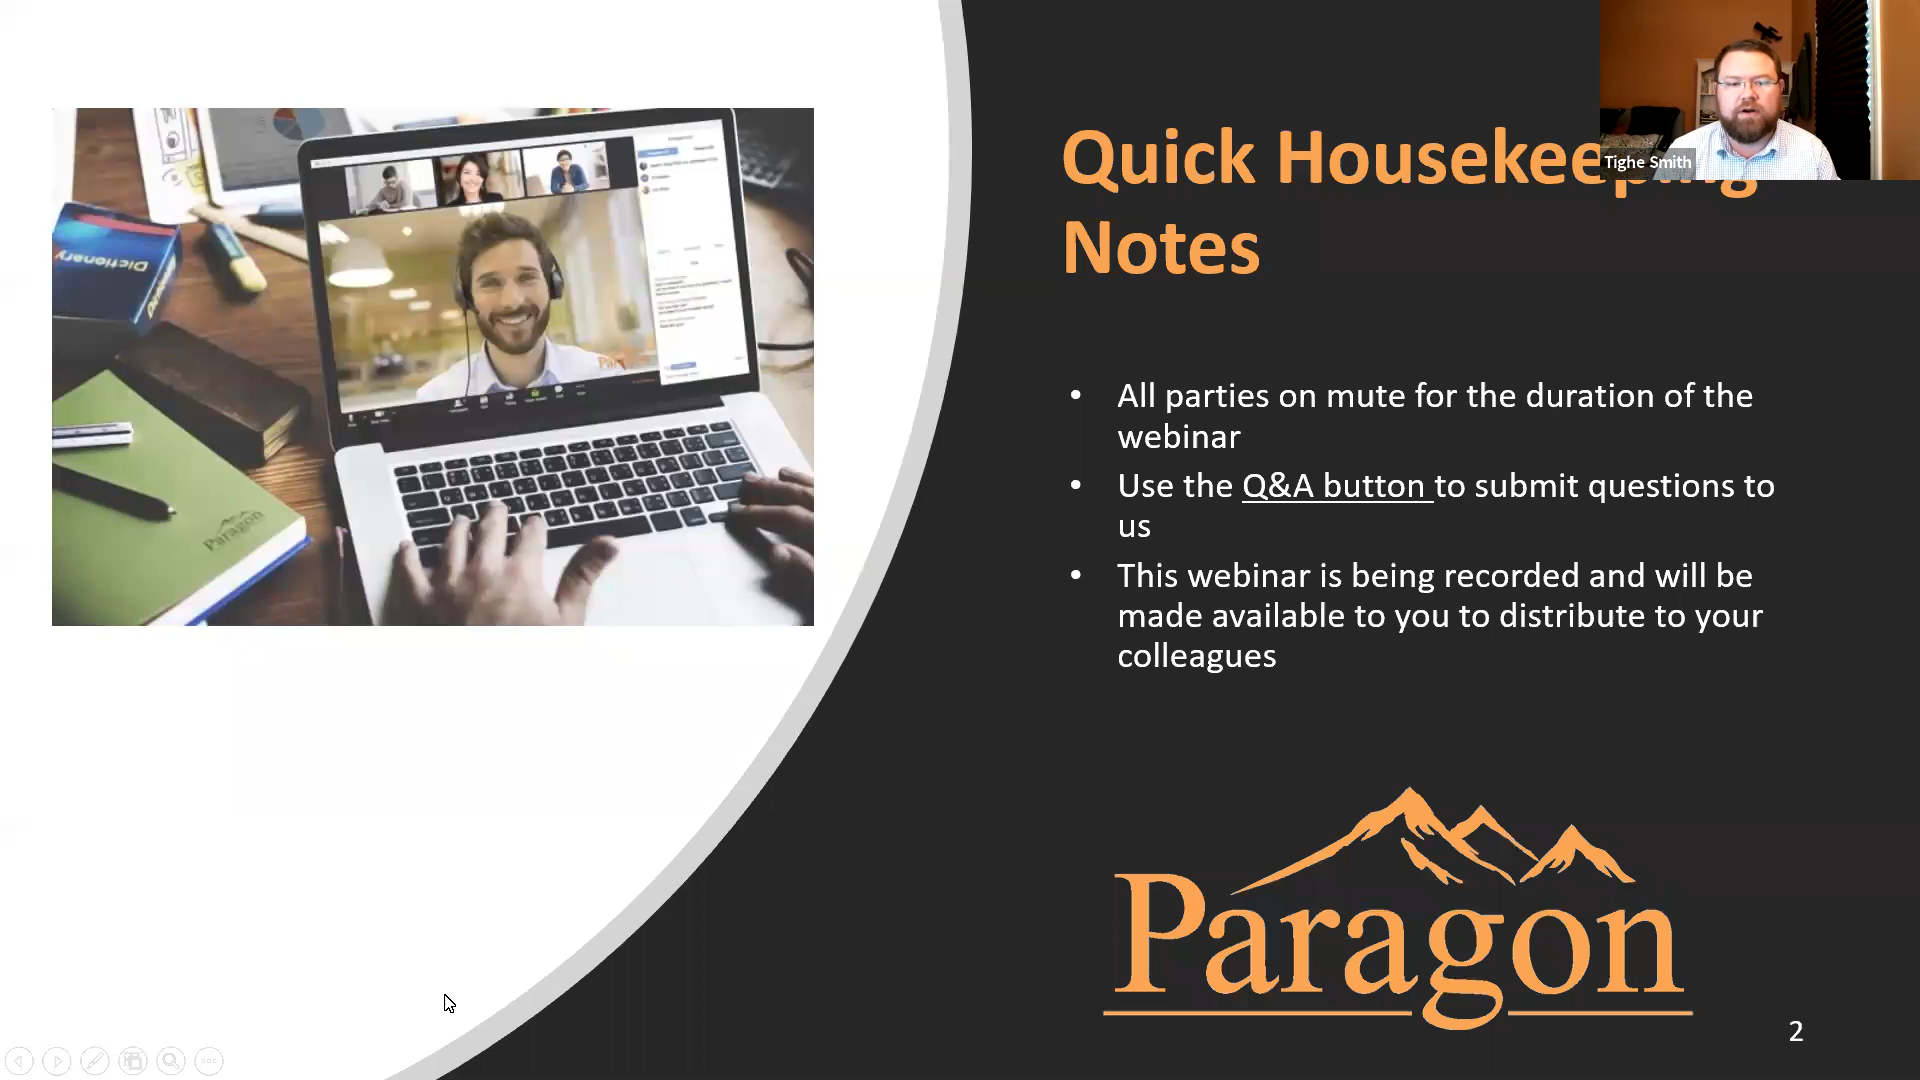 Quick Housekeeping
Notes
Tighe Smith
• All parties on mute for the duration of the
webinar
• Use the Q&A button to submit questions to
us
• This webinar is being recorded and will be
made available to you to distribute to your
colleagues
Paragon
2
Dictionary
Paragon